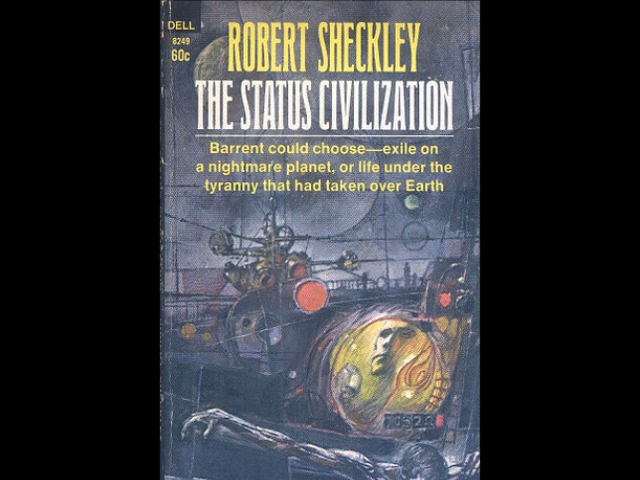 DELL
8249
60c
ROBERT SHECKLEY
THE STATUS CIVILIZATION
Barrent could choose—exile on
a nightmare planet, or life under the
tyranny that had taken over Earth